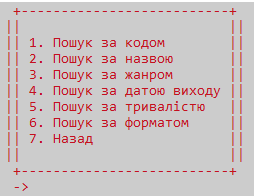 1. Пошук за кодом
2. Пошук за назвою
3. Пошук за жанром
4. Пошук за датою виходу
5. Пошук за тривалістю
6. Пошук за форматом
7. Назад
->